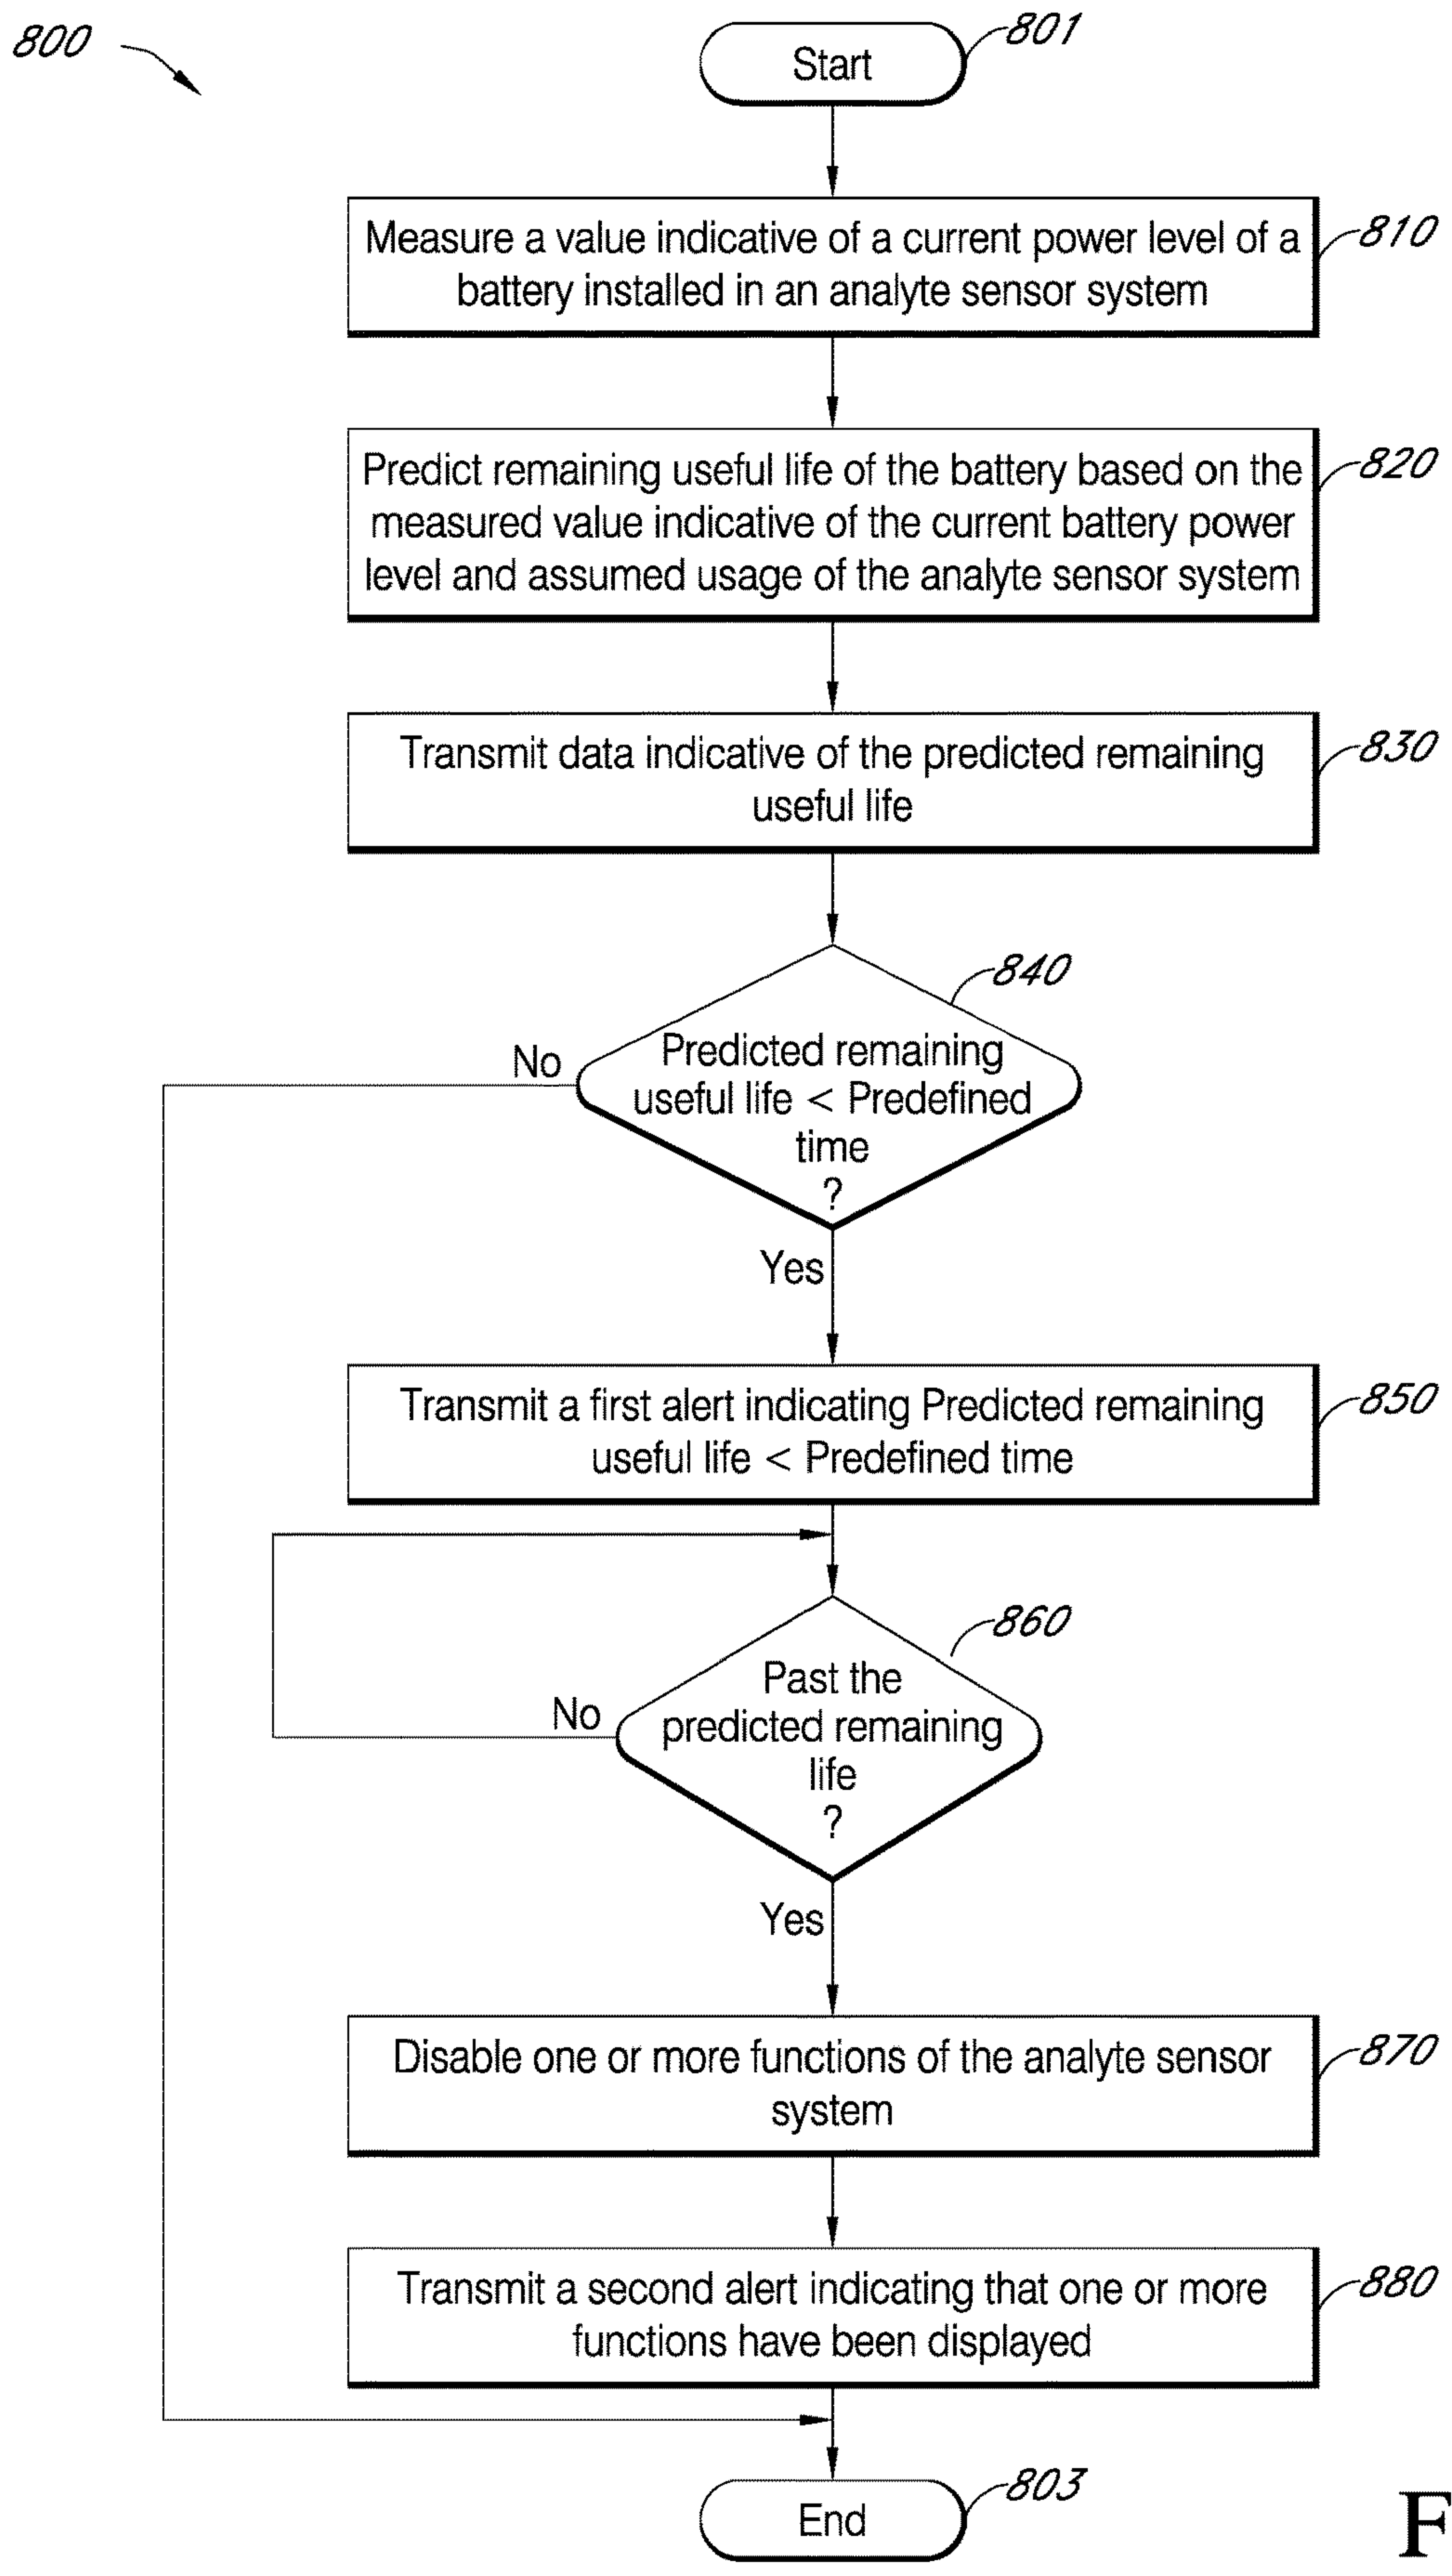 800
Start
801
Measure a value indicative of a current power level of a
battery installed in an analyte sensor system
810
Predict remaining useful life of the battery based on the
measured value indicative of the current battery power
level and assumed usage of the analyte sensor system
820
Transmit data indicative of the predicted remaining
useful life
830
840
Predicted remaining
useful life < Predefined
time
?
No
Yes
Transmit a first alert indicating Predicted remaining
useful life < Predefined time
850
860
Past the
predicted remaining
life
?
No
Yes
Disable one or more functions of the analyte sensor
system
870
Transmit a second alert indicating that one or more
functions have been displayed
880
End
803
F